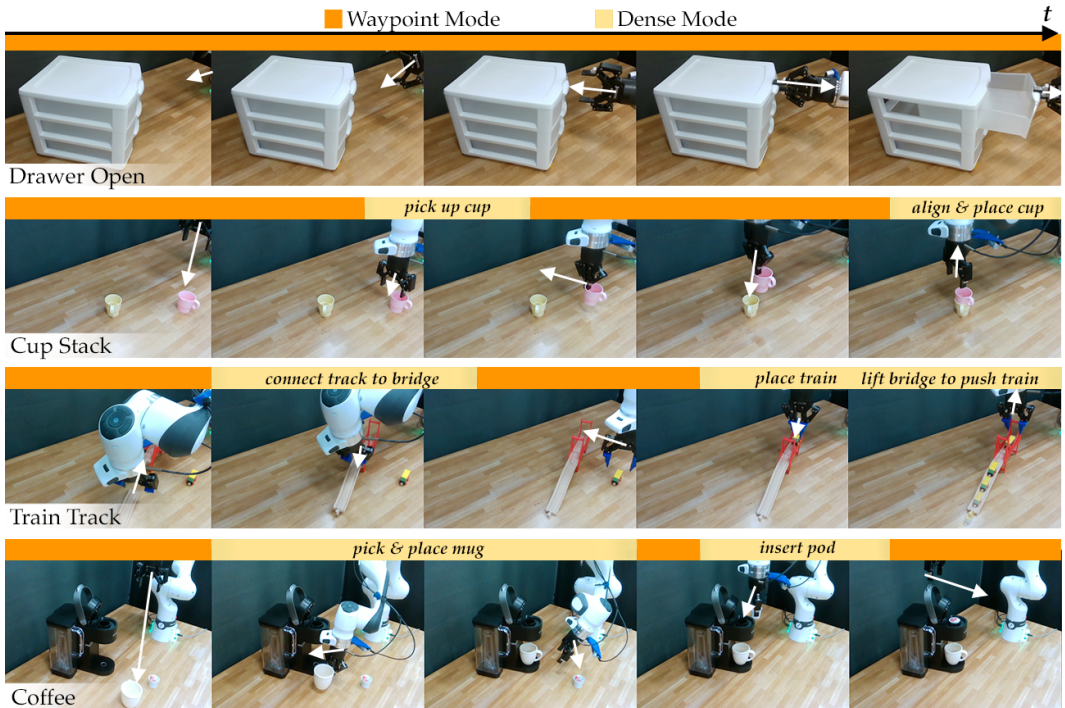 Waypoint Mode
Dense Mode
t
Drawer Open
pick up cup
align & place cup
Cup Stack
connect track to bridge
place train
lift bridge to push train
Train Track
pick & place mug
insert pod
Coffee